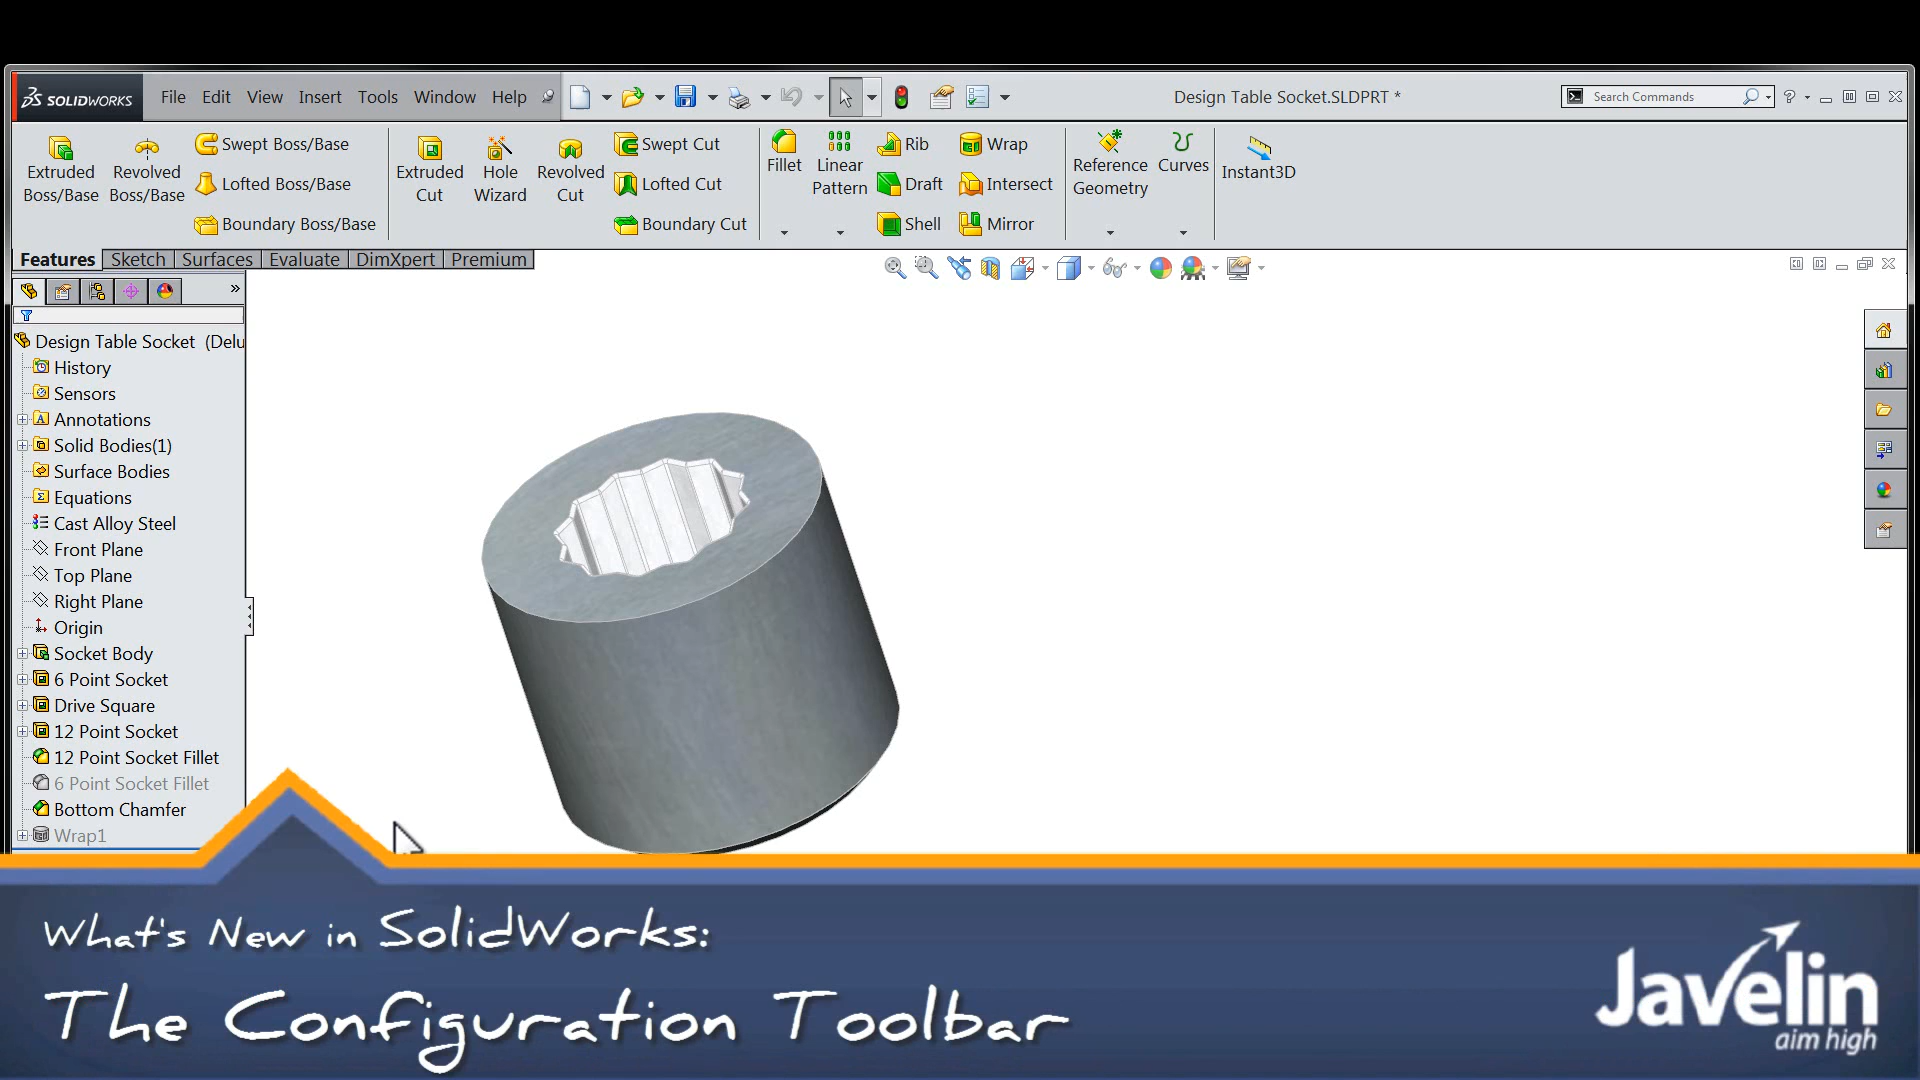 SOLIDWORKS File Edit View Insert Tools Window Help Design Table Socket.SLDPRT * Search Commands ?
Extruded Boss/Base
Revolved Boss/Base
Swept Boss/Base
Lofted Boss/Base
Boundary Boss/Base
Extruded Cut
Hole Wizard
Revolved Cut
Swept Cut
Lofted Cut
Boundary Cut
Fillet
Linear Pattern
Rib
Draft
Shell
Wrap
Intersect
Mirror
Reference Geometry
Curves
Instant3D
Features Sketch Surfaces Evaluate DimXpert Premium
»
Design Table Socket (Delu
History
Sensors
Annotations
Solid Bodies(1)
Surface Bodies
Equations
Cast Alloy Steel
Front Plane
Top Plane
Right Plane
Origin
Socket Body
6 Point Socket
Drive Square
12 Point Socket
12 Point Socket Fillet
6 Point Socket Fillet
Bottom Chamfer
Wrap1
What's New in SolidWorks:
The Configuration Toolbar
Javelin
aim high